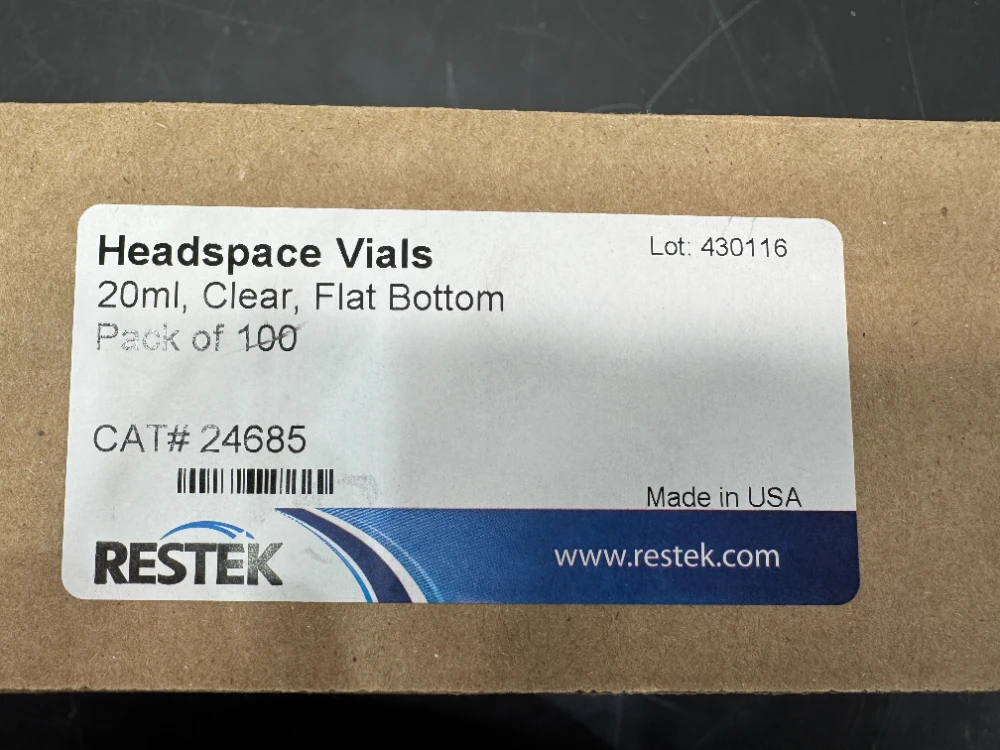 Headspace Vials
Lot: 430116
20ml, Clear, Flat Bottom
Pack of 100
CAT# 24685
Made in USA
RESTEK
www.restek.com